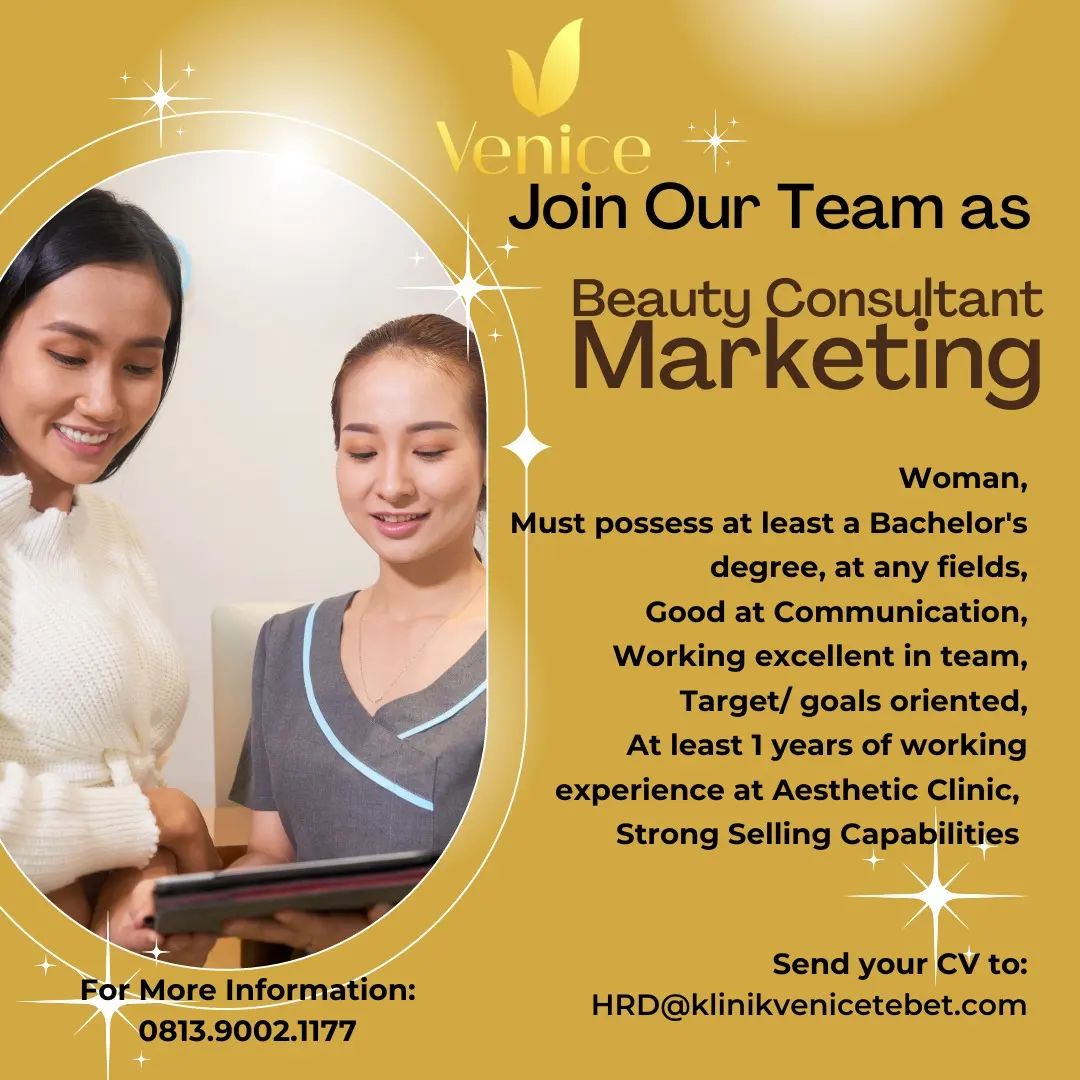 Venice
Join Our Team as
Beauty Consultant
Marketing
Woman,
Must possess at least a Bachelor's
degree, at any fields,
Good at Communication,
Working excellent in team,
Target/ goals oriented,
At least 1 years of working
experience at Aesthetic Clinic,
Strong Selling Capabilities
Send your CV to:
HRD@klinikvenicetebet.com
For More Information:
0813.9002.1177